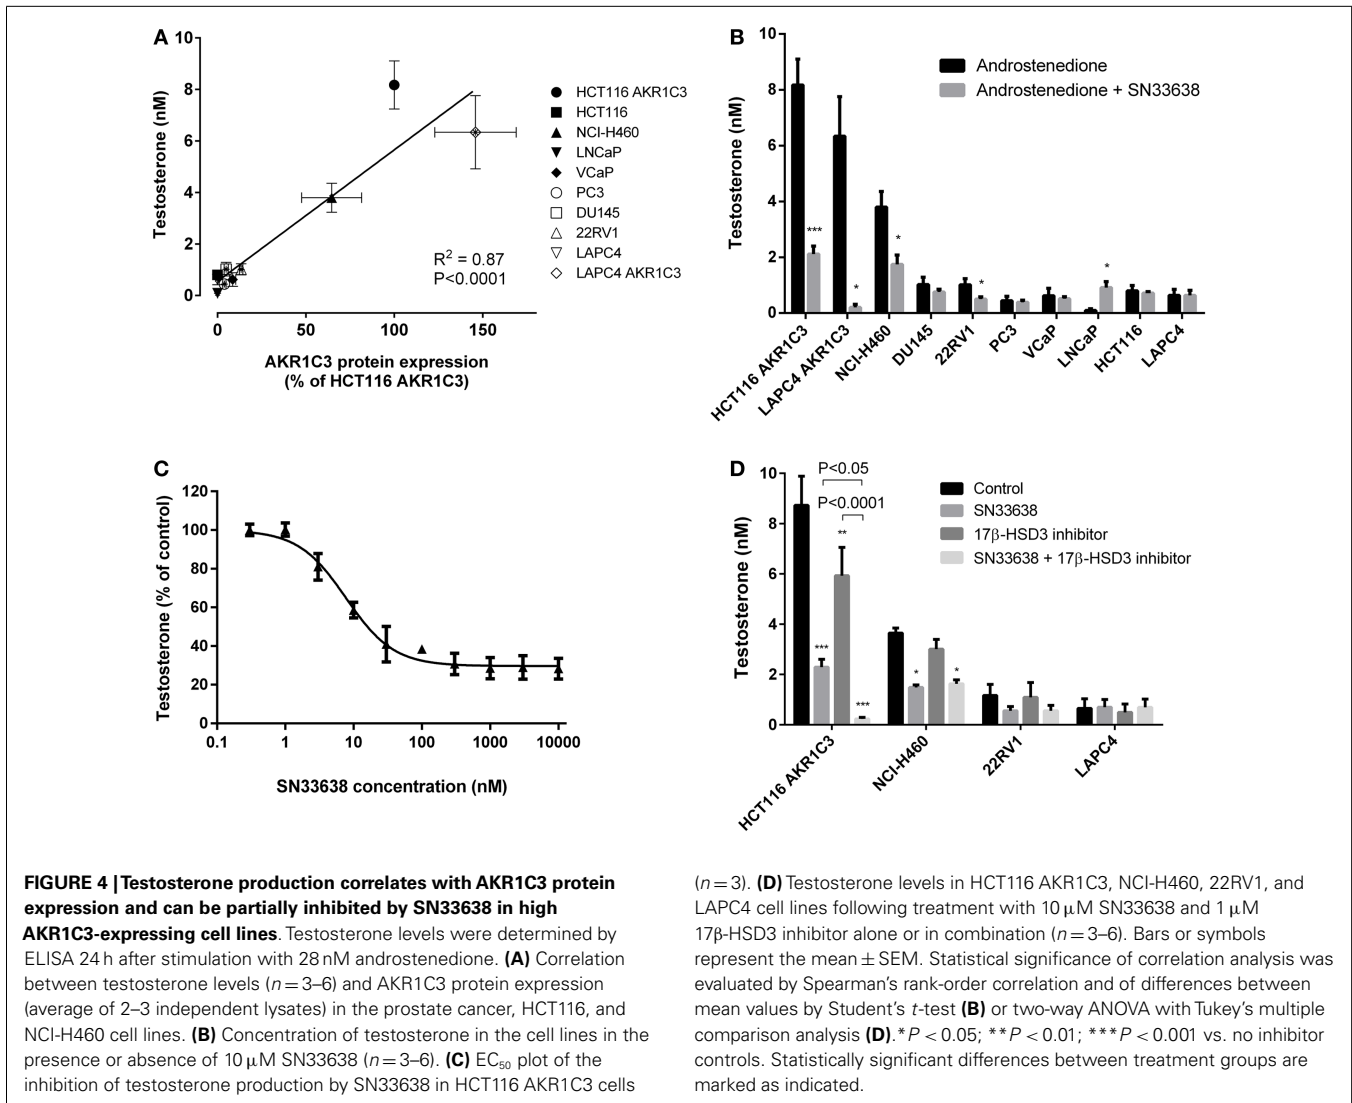 A
10
8
6
4
2
0
Testosterone (nM)
0 50 100 150
AKR1C3 protein expression
(% of HCT116 AKR1C3)
R² = 0.87
P<0.0001
HCT116 AKR1C3
HCT116
NCI-H460
LNCaP
VCaP
PC3
DU145
22RV1
LAPC4
LAPC4 AKR1C3
B
10
8
6
4
2
0
Testosterone (nM)
Androstenedione
Androstenedione + SN33638
***
*
*
*
*
HCT116 AKR1C3
LAPC4 AKR1C3
NCI-H460
DU145
22RV1
PC3
VCaP
LNCaP
HCT116
LAPC4
C
120
100
80
60
40
20
0
Testosterone (% of control)
0.1 1 10 100 1000 10000
SN33638 concentration (nM)
D
10
8
6
4
2
0
Testosterone (nM)
P<0.05
P<0.0001
Control
SN33638
17β-HSD3 inhibitor
SN33638 + 17β-HSD3 inhibitor
***
**
***
*
*
HCT116 AKR1C3
NCI-H460
22RV1
LAPC4
FIGURE 4 | Testosterone production correlates with AKR1C3 protein
expression and can be partially inhibited by SN33638 in high
AKR1C3-expressing cell lines. Testosterone levels were determined by
ELISA 24 h after stimulation with 28 nM androstenedione. (A) Correlation
between testosterone levels (n = 3–6) and AKR1C3 protein expression
(average of 2–3 independent lysates) in the prostate cancer, HCT116, and
NCI-H460 cell lines. (B) Concentration of testosterone in the cell lines in the
presence or absence of 10 μM SN33638 (n = 3–6). (C) EC₅₀ plot of the
inhibition of testosterone production by SN33638 in HCT116 AKR1C3 cells
(n = 3). (D) Testosterone levels in HCT116 AKR1C3, NCI-H460, 22RV1, and
LAPC4 cell lines following treatment with 10 μM SN33638 and 1 μM
17β-HSD3 inhibitor alone or in combination (n = 3–6). Bars or symbols
represent the mean ± SEM. Statistical significance of correlation analysis was
evaluated by Spearman's rank-order correlation and of differences between
mean values by Student's t-test (B) or two-way ANOVA with Tukey's multiple
comparison analysis (D). *P < 0.05; **P < 0.01; ***P < 0.001 vs. no inhibitor
controls. Statistically significant differences between treatment groups are
marked as indicated.